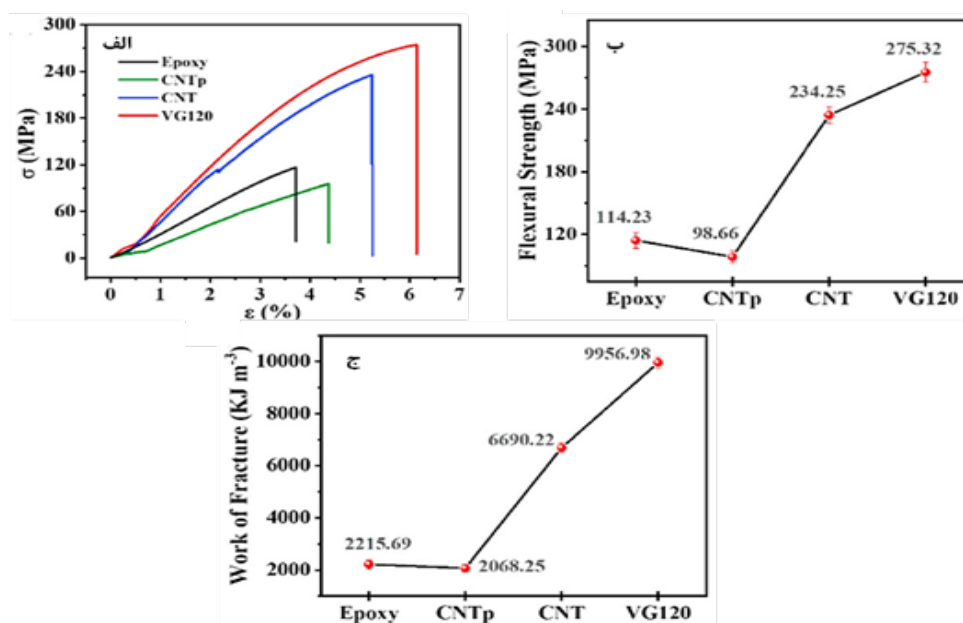 الف
Epoxy
CNTp
CNT
VG120
300
240
180
120
60
0
σ (MPa)
0 1 2 3 4 5 6 7
ε (%)
ب
300
240
180
120
Flexural Strength (MPa)
114.23
98.66
234.25
275.32
Epoxy CNTp CNT VG120
ج
10000
8000
6000
4000
2000
Work of Fracture (KJ m⁻³)
2215.69
2068.25
6690.22
9956.98
Epoxy CNTp CNT VG120